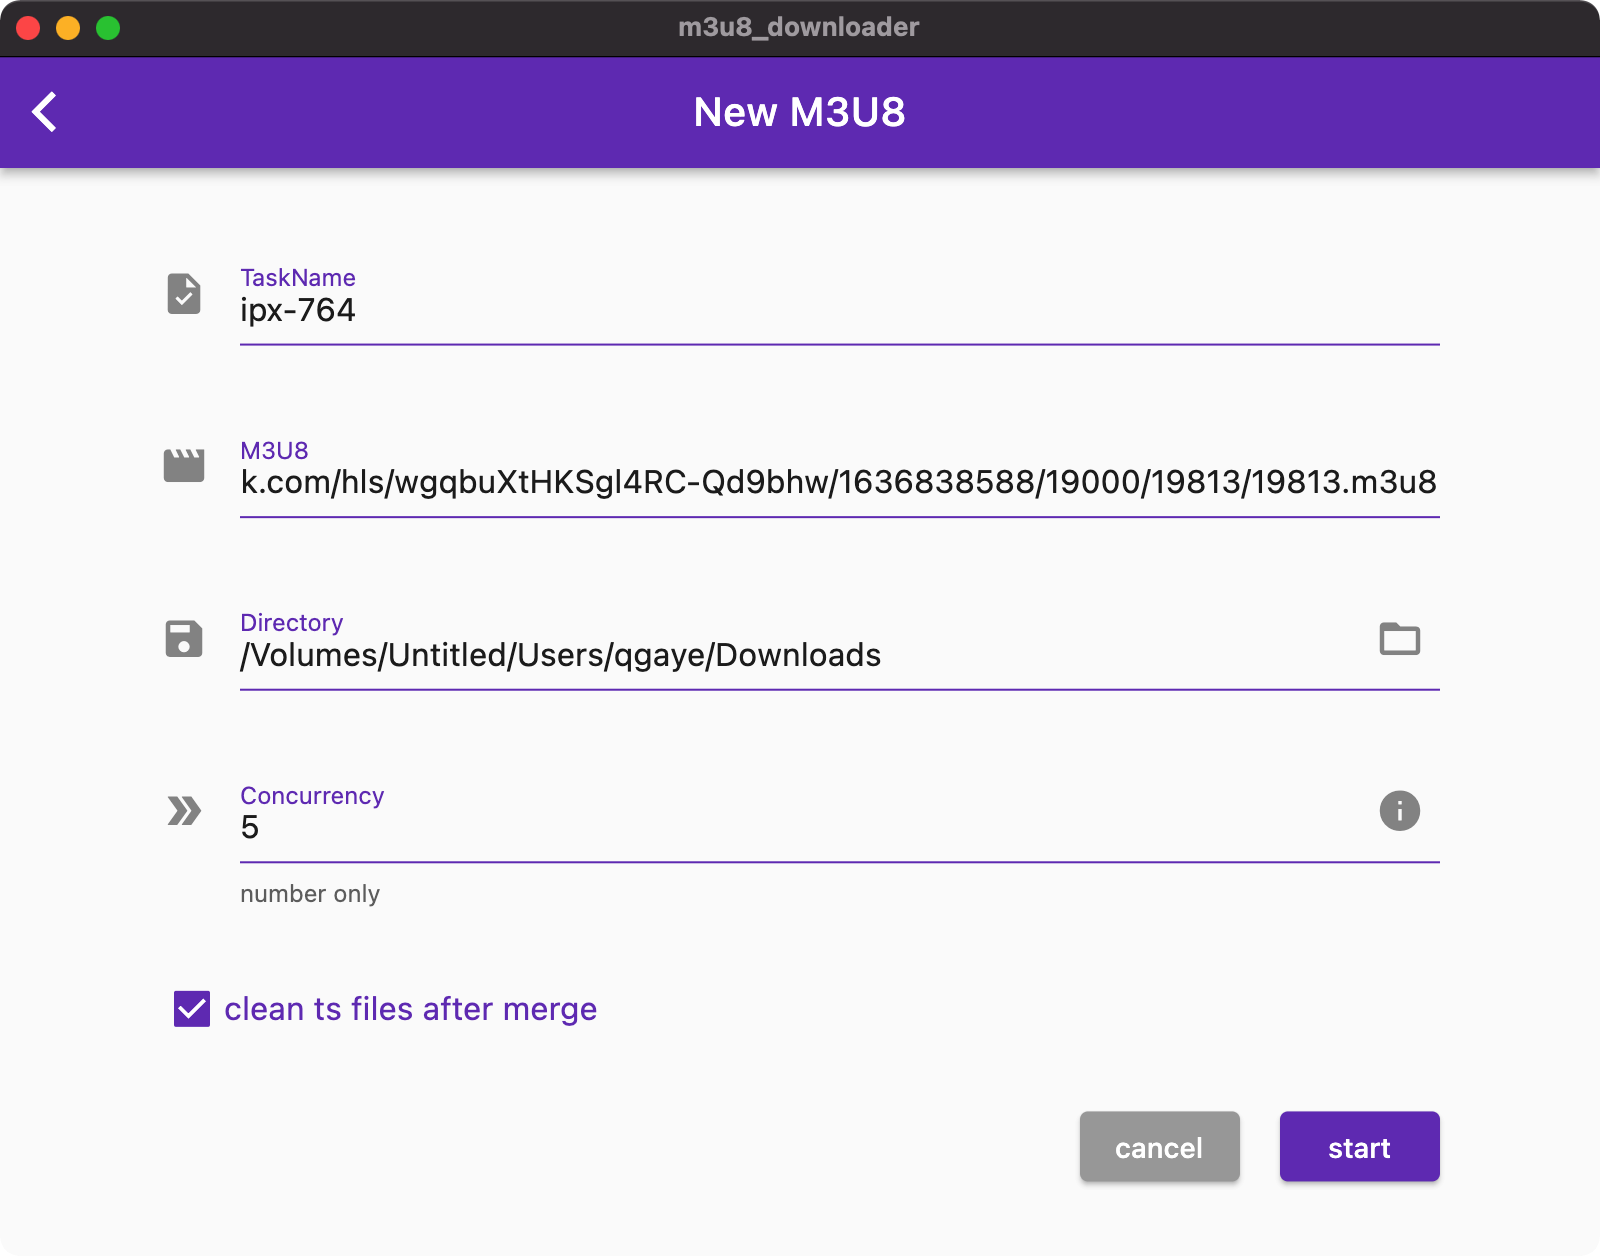 m3u8_downloader
New M3U8
TaskName
ipx-764
M3U8
k.com/hls/wgqbuXtHKSgl4RC-Qd9bhw/1636838588/19000/19813/19813.m3u8
Directory
/Volumes/Untitled/Users/qgaye/Downloads
Concurrency
5
number only
clean ts files after merge
cancel
start